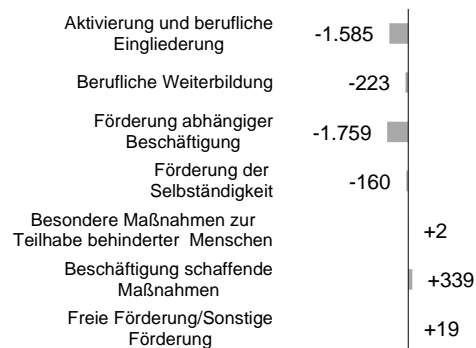 Aktivierung und berufliche
Eingliederung
-1.585
Berufliche Weiterbildung
-223
Förderung abhängiger
Beschäftigung
-1.759
Förderung der
Selbständigkeit
-160
Besondere Maßnahmen zur
Teilhabe behinderter Menschen
+2
Beschäftigung schaffende
Maßnahmen
+339
Freie Förderung/Sonstige
Förderung
+19